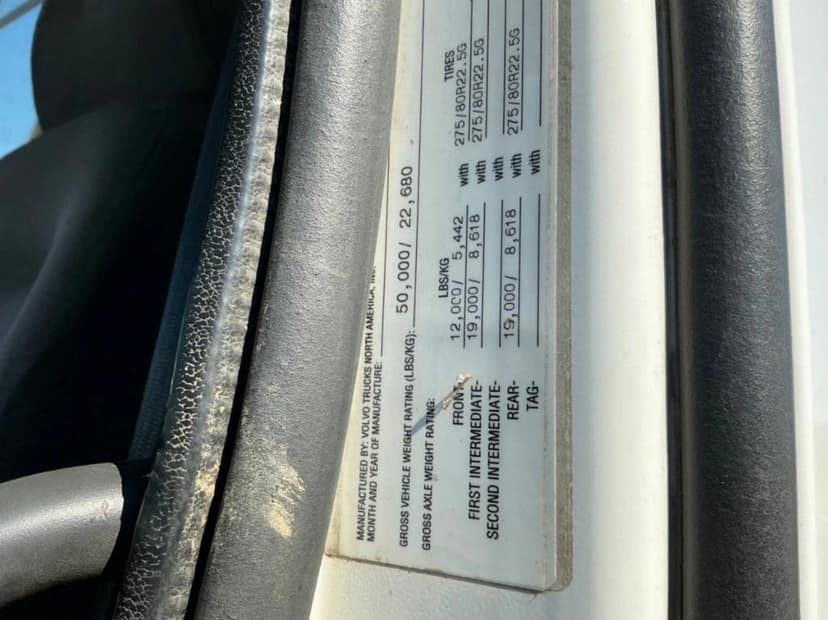 MANUFACTURED BY: VOLVO TRUCKS NORTH AMERICA, INC.
MONTH AND YEAR OF MANUFACTURE:
GROSS VEHICLE WEIGHT RATING (LBS/KG): 50,000/ 22,680
GROSS AXLE WEIGHT RATING: LBS/KG TIRES
FRONT- 12,000/ 5,442 with 275/80R22.5G
FIRST INTERMEDIATE- 19,000/ 8,618 with 275/80R22.5G
SECOND INTERMEDIATE- with
REAR- 19,000/ 8,618 with 275/80R22.5G
TAG- with